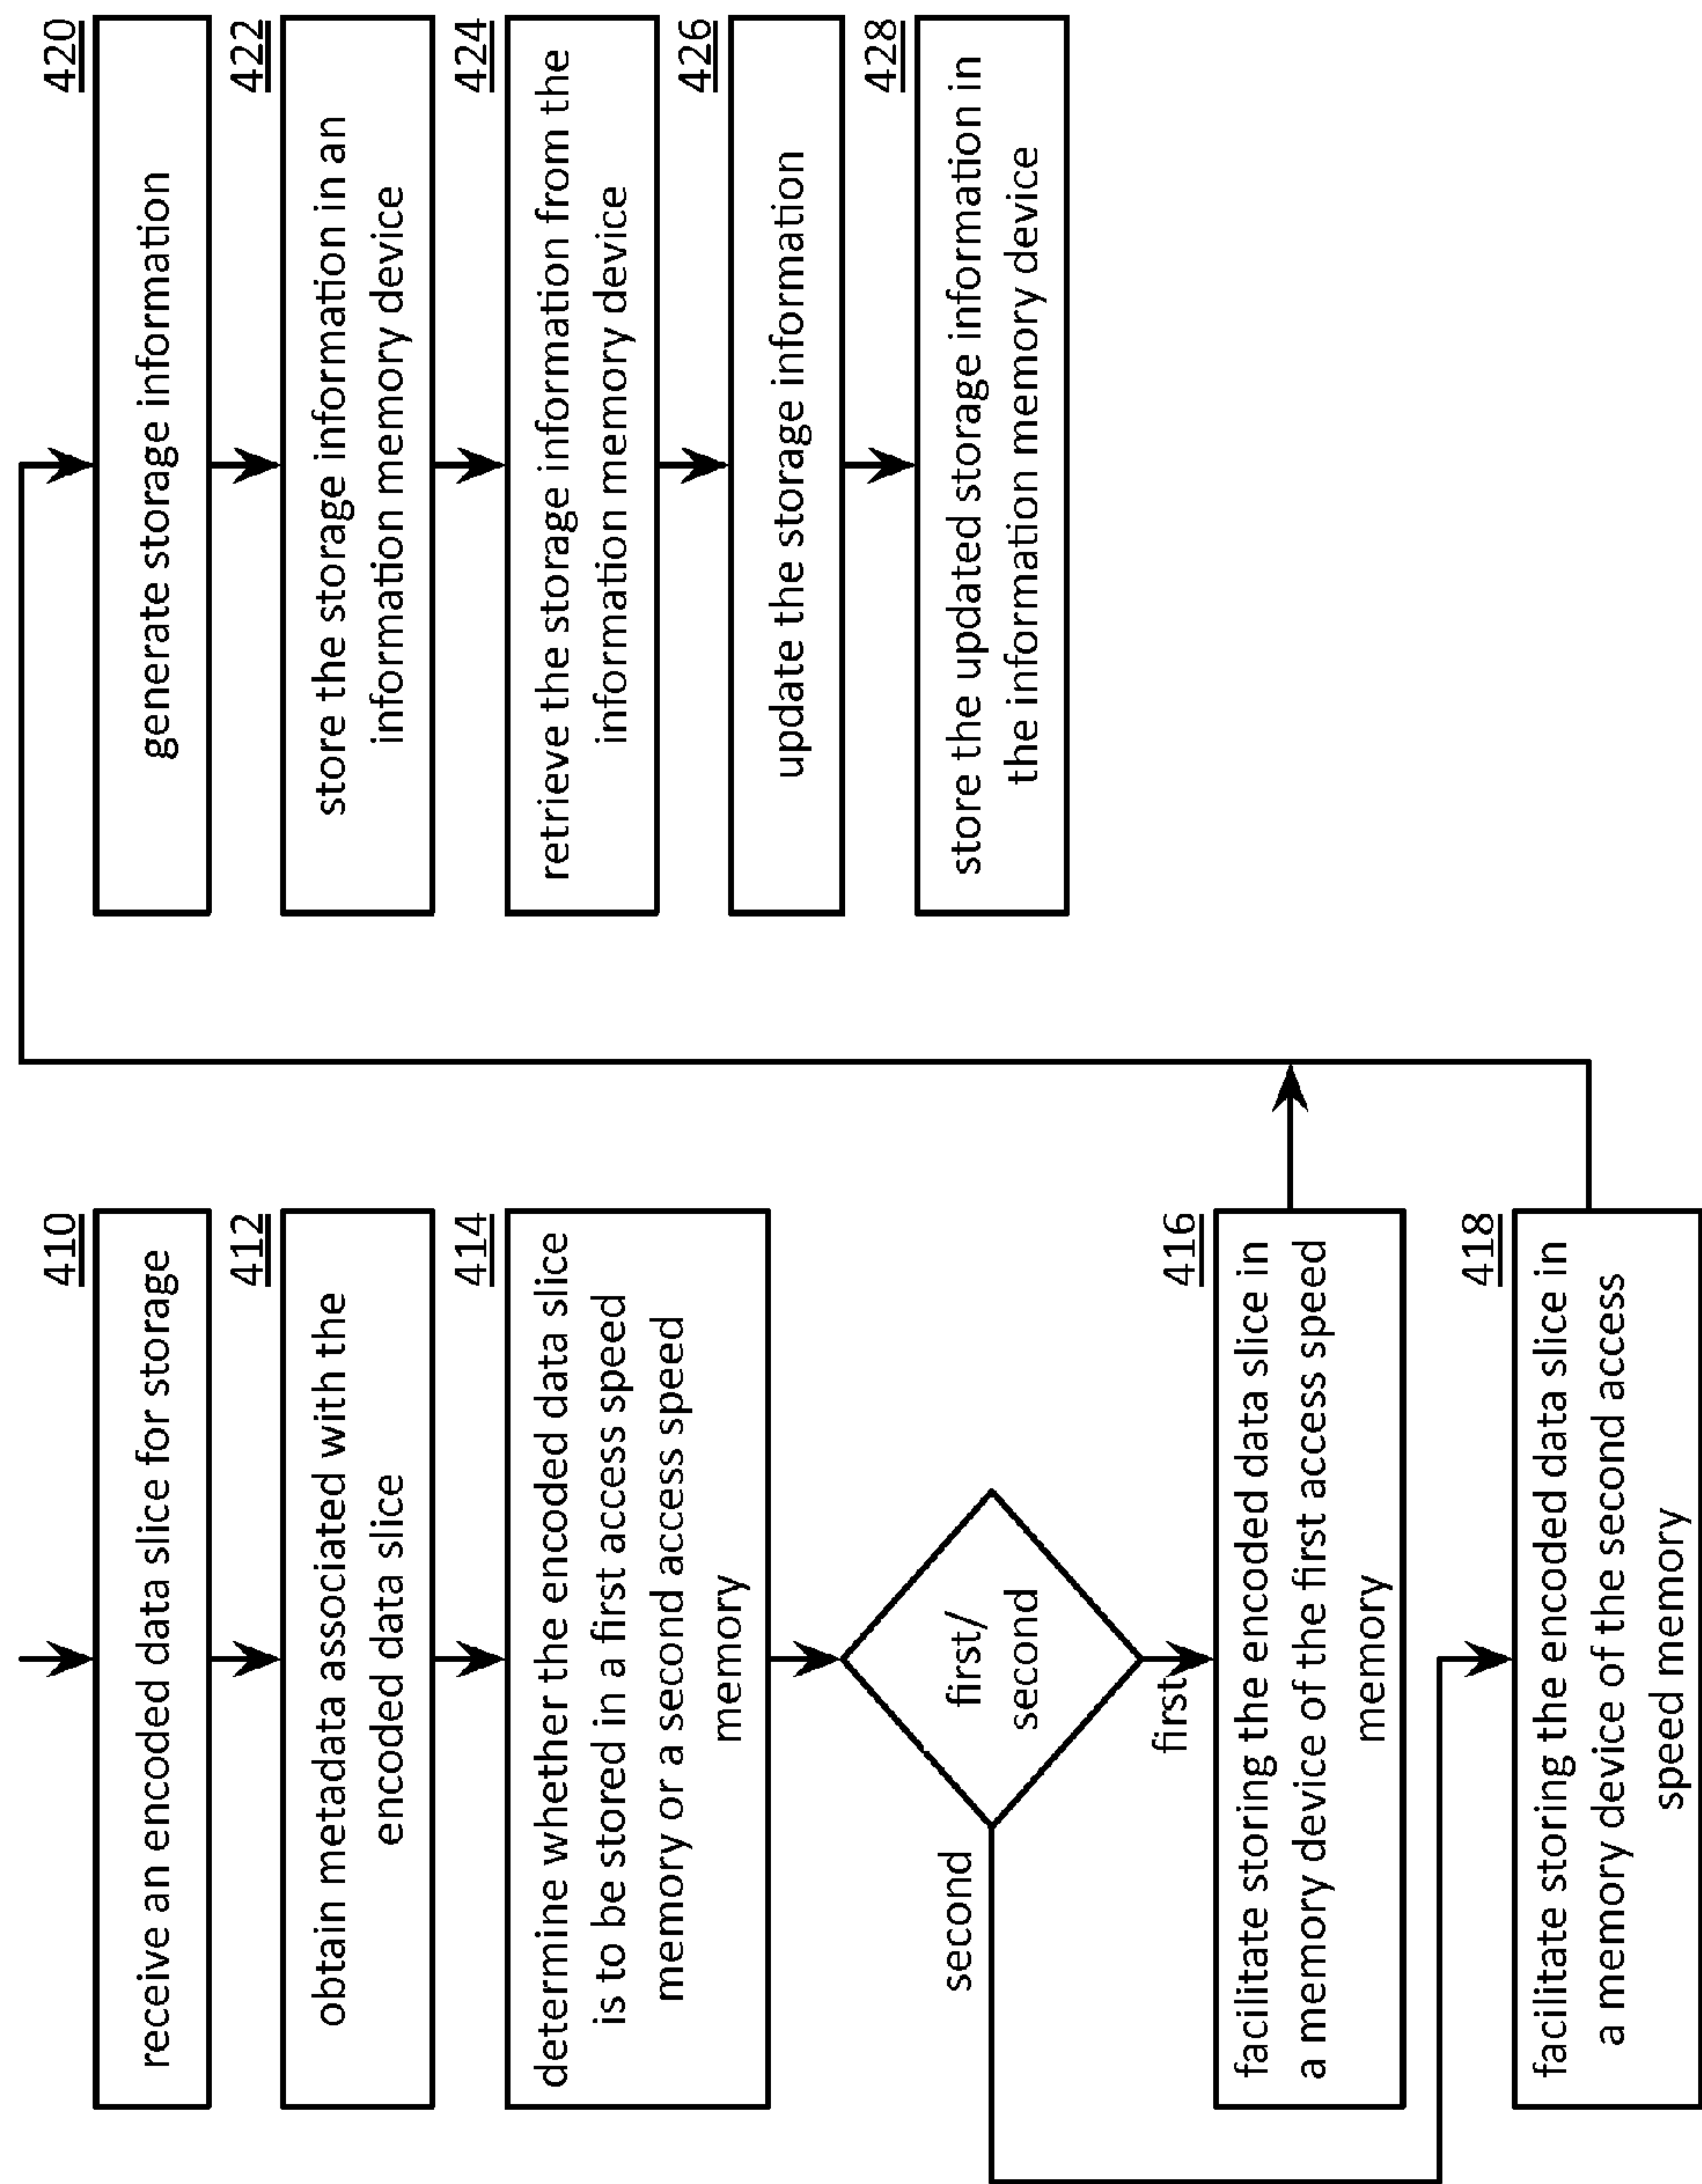 410
receive an encoded data slice for storage
412
obtain metadata associated with the
encoded data slice
414
determine whether the encoded data slice
is to be stored in a first access speed
memory or a second access speed
memory
first/
second
second
first
416
facilitate storing the encoded data slice in
a memory device of the first access speed
memory
418
facilitate storing the encoded data slice in
a memory device of the second access
speed memory
420
generate storage information
422
store the storage information in an
information memory device
424
retrieve the storage information from the
information memory device
426
update the storage information
428
store the updated storage information in
the information memory device